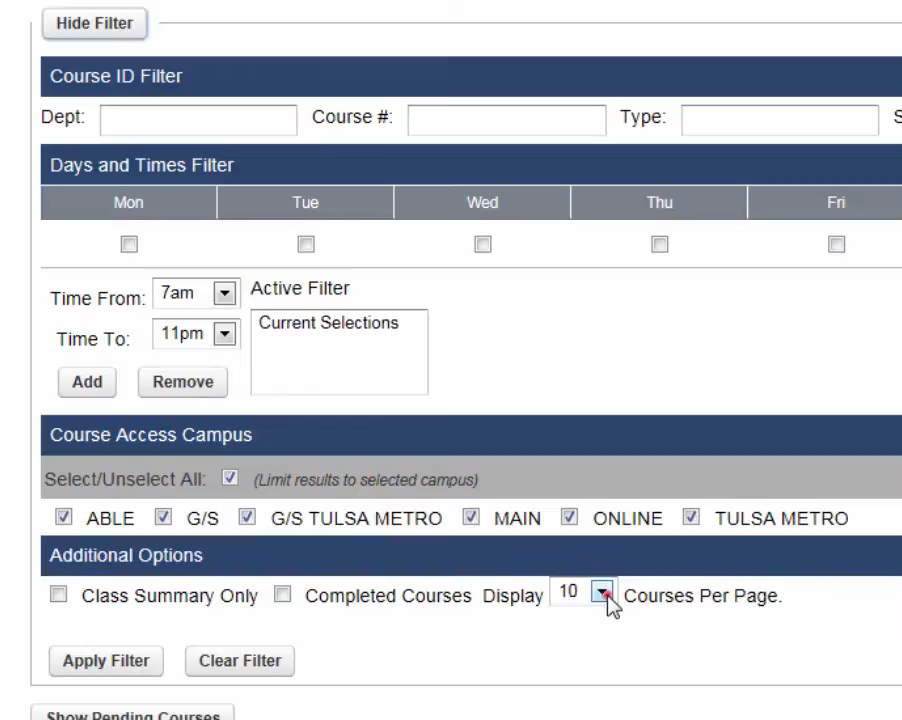 Hide Filter
Course ID Filter
Dept: Course #: Type: S
Days and Times Filter
Mon Tue Wed Thu Fri
Time From: 7am Active Filter
Time To: 11pm Current Selections
Add Remove
Course Access Campus
Select/Unselect All: (Limit results to selected campus)
ABLE G/S G/S TULSA METRO MAIN ONLINE TULSA METRO
Additional Options
Class Summary Only Completed Courses Display 10 Courses Per Page.
Apply Filter Clear Filter
Show Pending Courses